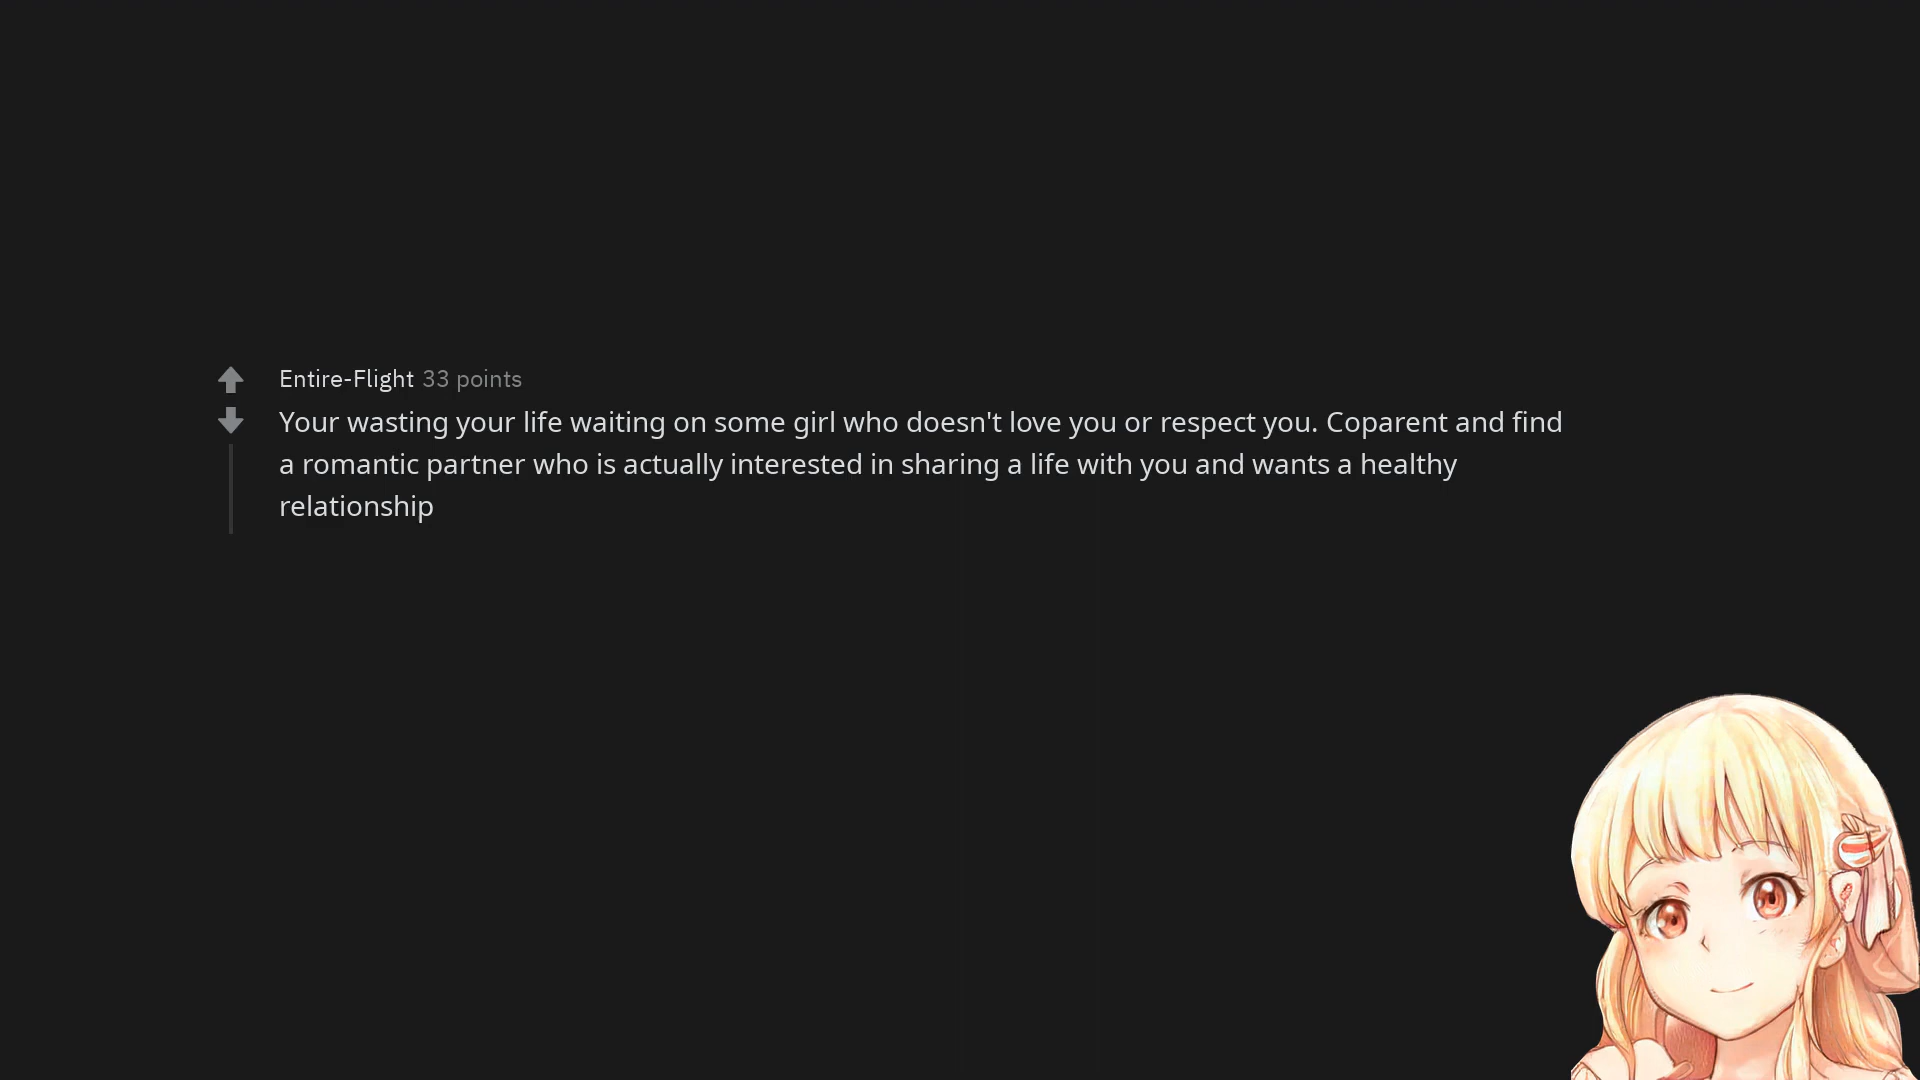 Entire-Flight 33 points
Your wasting your life waiting on some girl who doesn't love you or respect you. Coparent and find
a romantic partner who is actually interested in sharing a life with you and wants a healthy
relationship